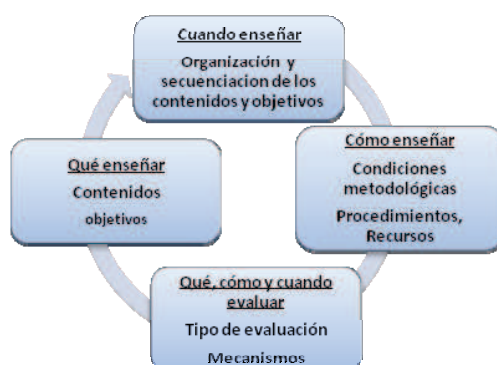 Cuando enseñar
Organización y
secuenciacion de los
contenidos y objetivos
Cómo enseñar
Condiciones
metodológicas
Procedimientos,
Recursos
Qué, cómo y cuando
evaluar
Tipo de evaluación
Mecanismos
Qué enseñar
Contenidos
objetivos